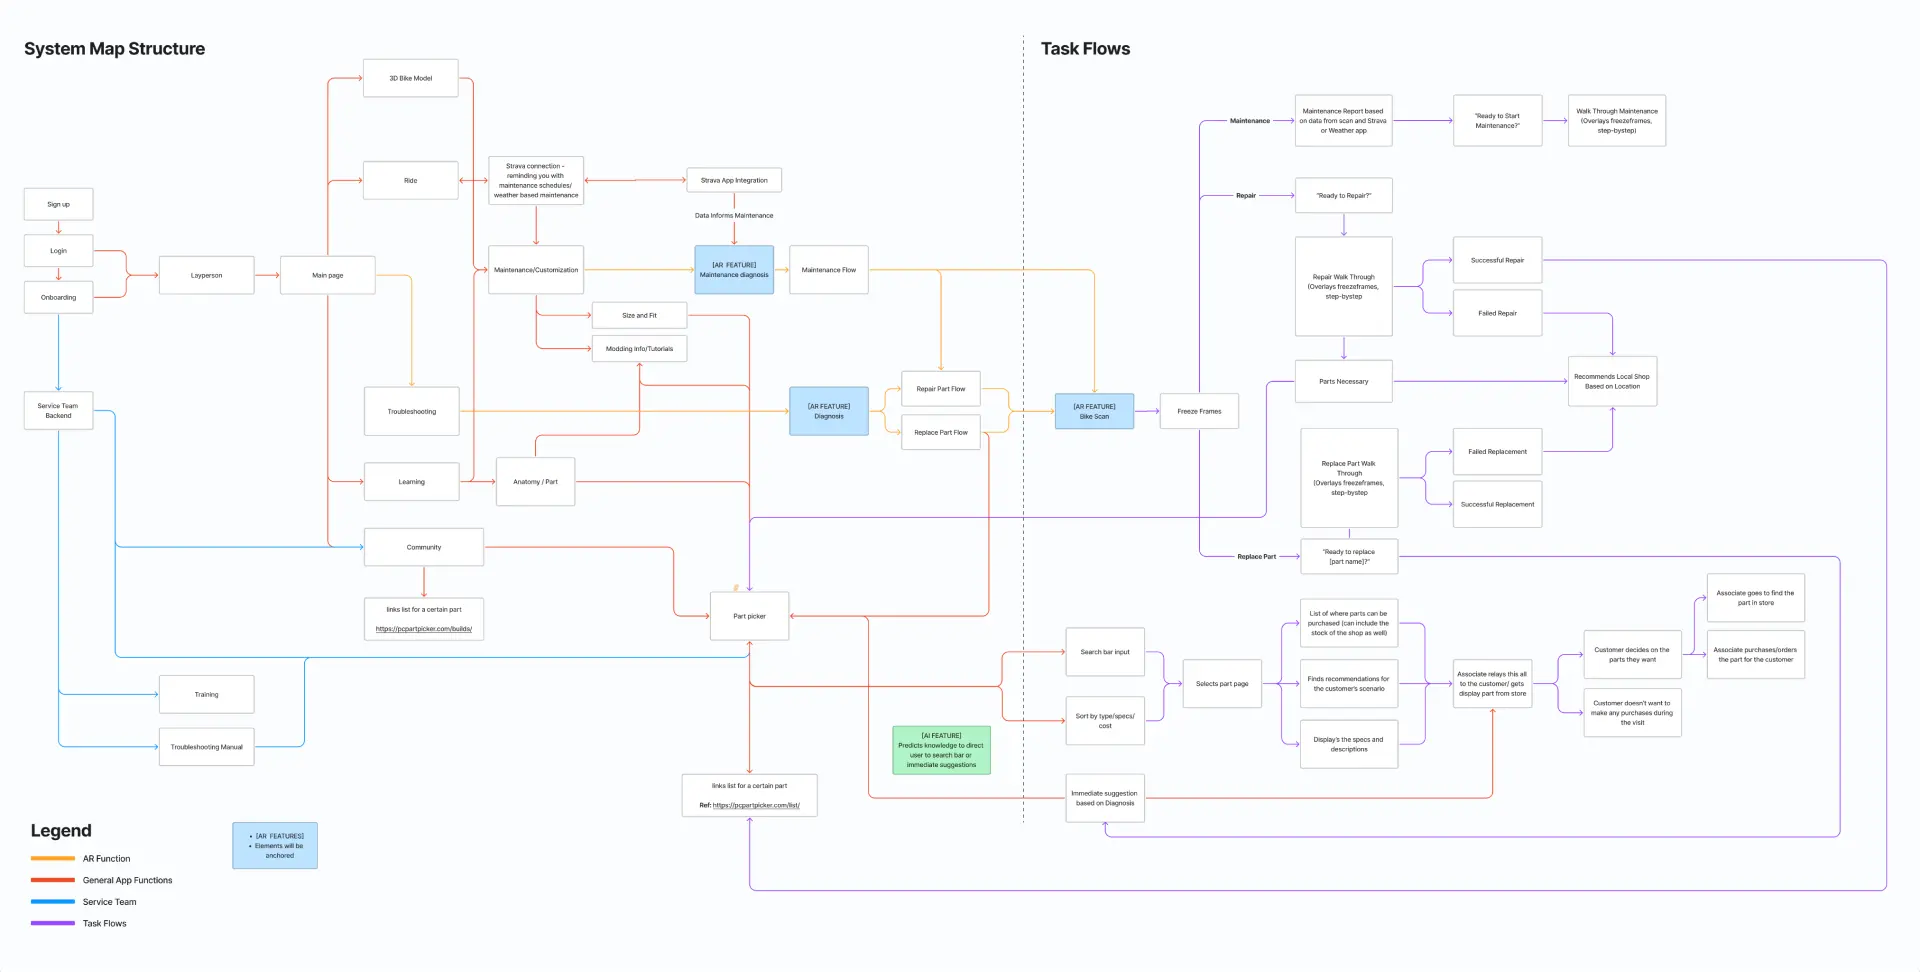 System Map Structure
Task Flows
3D Bike Model
Ride
Strava connection -
reminding you with
maintenance schedules/
weather based maintenance
Strava App Integration
Data Informs Maintenance
Sign up
Login
Onboarding
Layperson
Main page
Maintenance/Customization
[AR FEATURE]
Maintenance diagnosis
Maintenance Flow
Size and Fit
Modding Info/Tutorials
Service Team
Backend
Troubleshooting
[AR FEATURE]
Diagnosis
Repair Part Flow
Replace Part Flow
[AR FEATURE]
Bike Scan
Freeze Frames
Learning
Anatomy / Part
Community
links list for a certain part
https://pcpartpicker.com/builds/
Part picker
Training
Troubleshooting Manual
links list for a certain part
Ref: https://pcpartpicker.com/list/
[AI FEATURE]
Predicts knowledge to direct
user to search bar or
immediate suggestions
Maintenance
Maintenance Report based
on data from scan and Strava
or Weather app
"Ready to Start
Maintenance?"
Walk Through Maintenance
(Overlays freezeframes,
step-bystep)
Repair
"Ready to Repair?"
Repair Walk Through
(Overlays freezeframes,
step-bystep
Successful Repair
Failed Repair
Parts Necessary
Recommends Local Shop
Based on Location
Replace Part Walk
Through
(Overlays freezeframes,
step-bystep
Failed Replacement
Successful Replacement
Replace Part
"Ready to replace
[part name]?"
Search bar input
Sort by type/specs/
cost
Selects part page
List of where parts can be
purchased (can include the
stock of the shop as well)
Finds recommendations for
the customer's scenario
Display's the specs and
descriptions
Associate relays this all
to the customer/ gets
display part from store
Customer decides on the
parts they want
Customer doesn't want to
make any purchases during
the visit
Associate goes to find the
part in store
Associate purchases/orders
the part for the customer
Immediate suggestion
based on Diagnosis
Legend
AR Function
General App Functions
Service Team
Task Flows
• [AR FEATURES]
• Elements will be
anchored